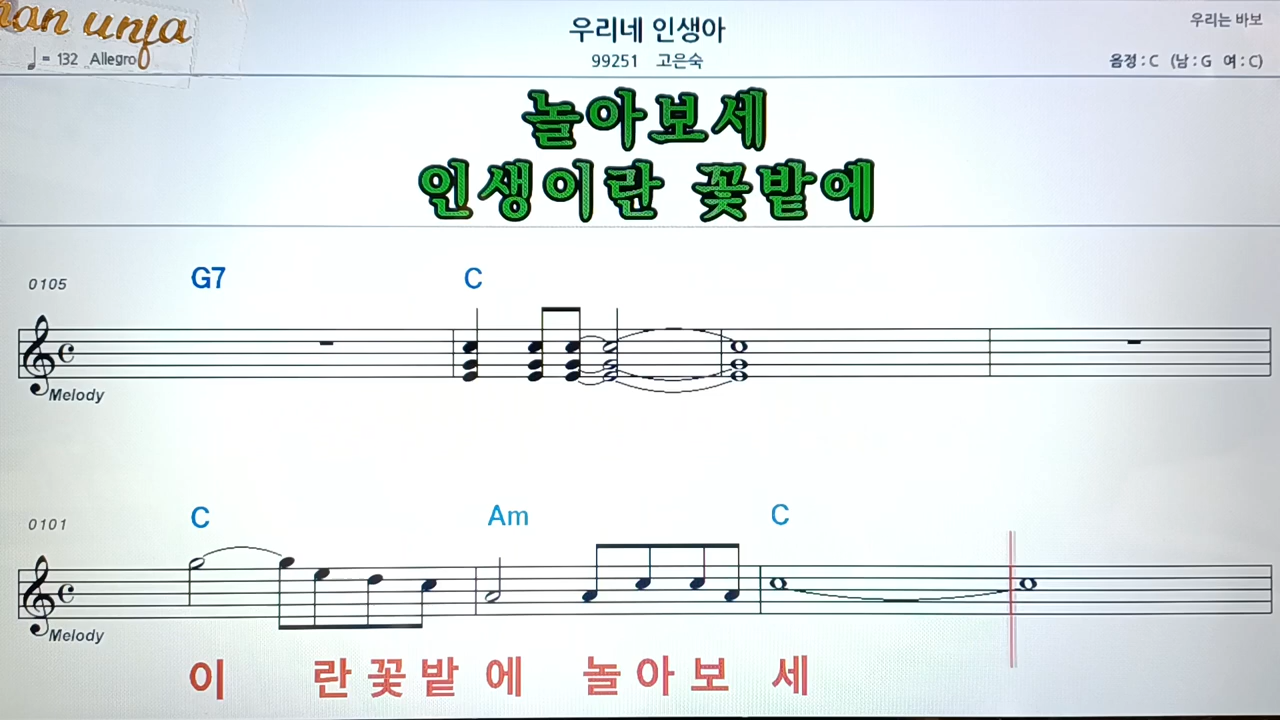 우리네 인생아
우리는 바보
♩ = 132 Allegro
99251 고은숙
음정 : C (남 : G 여 : C)
놀아보세
인생이란 꽃밭에
0105 G7 C
Melody
0101 C Am C
Melody
이 란 꽃 밭 에 놀 아 보 세